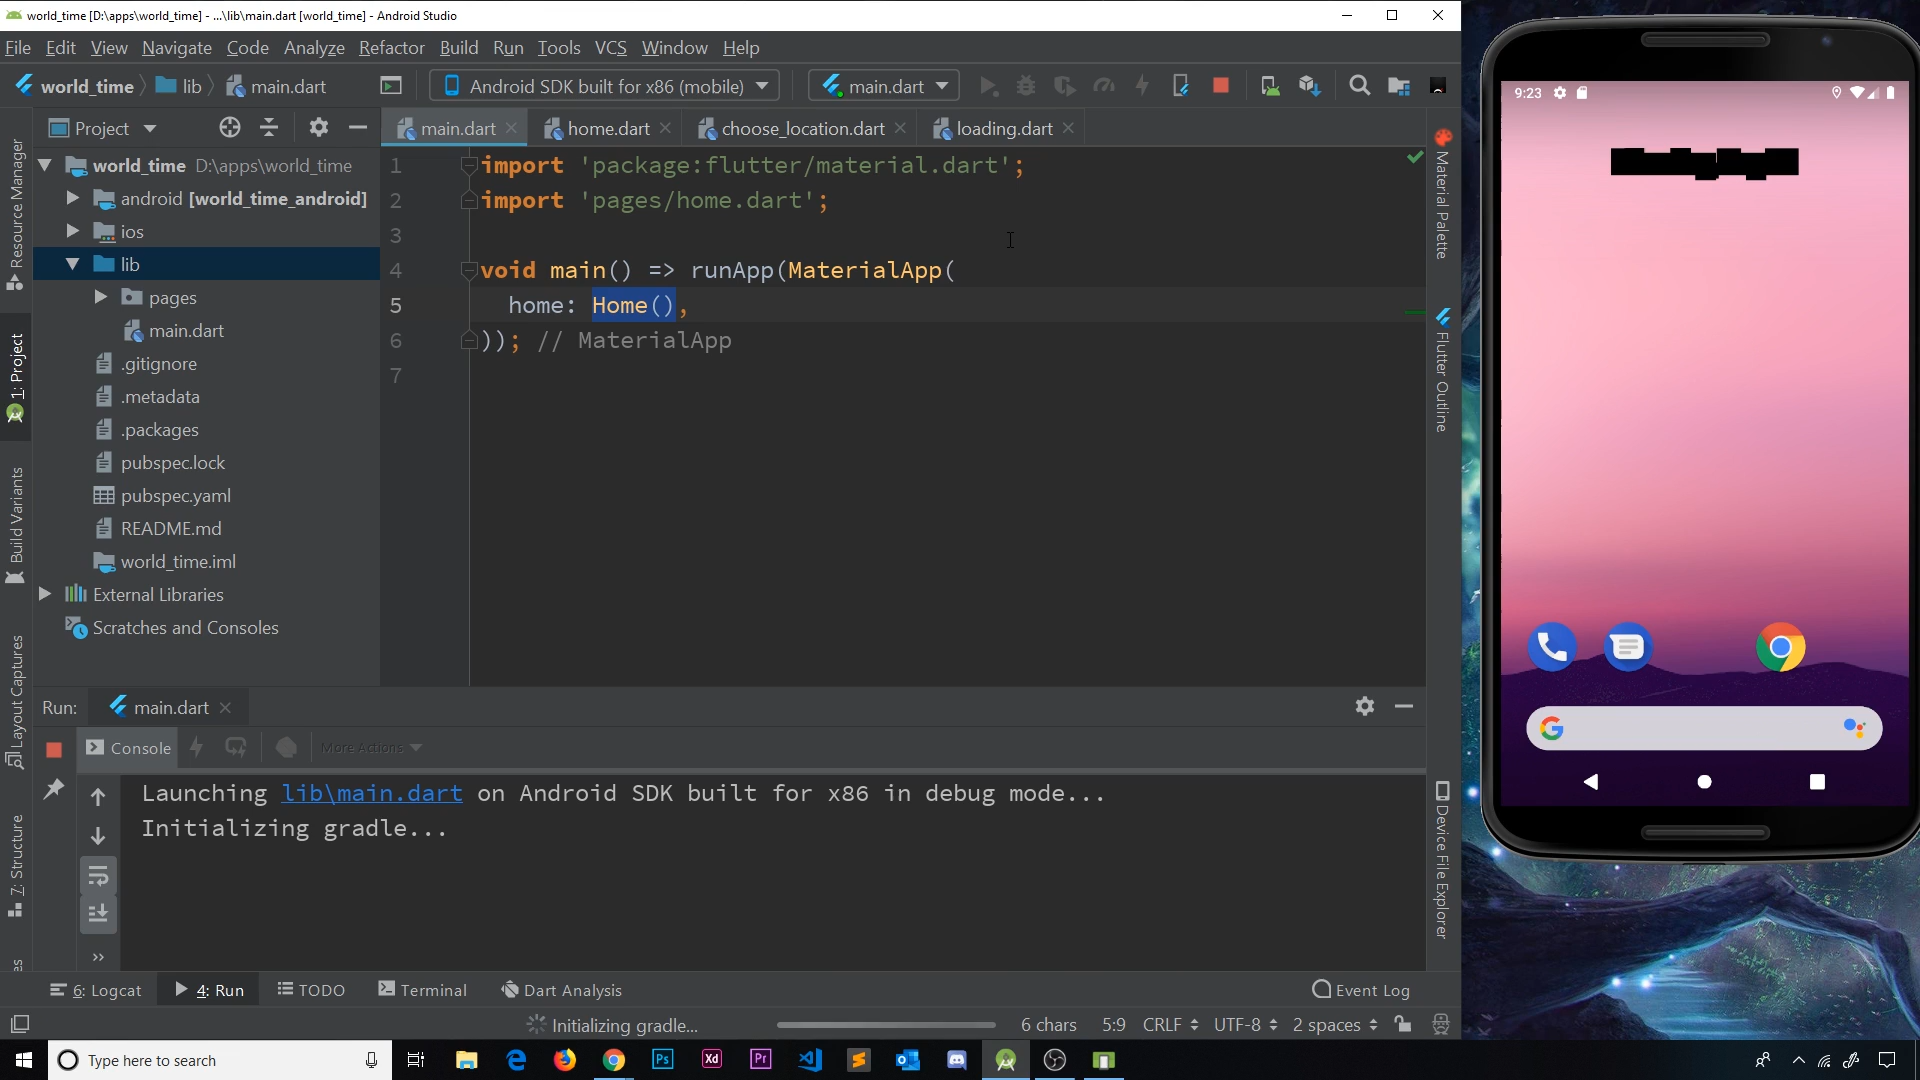 world_time [D:\apps\world_time] - ...\lib\main.dart [world_time] - Android Studio
File Edit View Navigate Code Analyze Refactor Build Run Tools VCS Window Help
world_time lib main.dart Android SDK built for x86 (mobile) main.dart
Project
main.dart home.dart choose_location.dart loading.dart
world_time D:\apps\world_time
android [world_time_android]
ios
lib
pages
main.dart
.gitignore
.metadata
.packages
pubspec.lock
pubspec.yaml
README.md
world_time.iml
External Libraries
Scratches and Consoles
1 import 'package:flutter/material.dart';
2 import 'pages/home.dart';
3
4 void main() => runApp(MaterialApp(
5 home: Home(),
6 )); // MaterialApp
7
Resource Manager
1: Project
Build Variants
Layout Captures
7: Structure
es
Material Palette
Flutter Outline
Device File Explorer
Run: main.dart
Console More Actions
Launching lib\main.dart on Android SDK built for x86 in debug mode...
Initializing gradle...
6: Logcat 4: Run TODO Terminal Dart Analysis Event Log
Initializing gradle... 6 chars 5:9 CRLF UTF-8 2 spaces
Type here to search
Ps
Xd
Pr
9:23